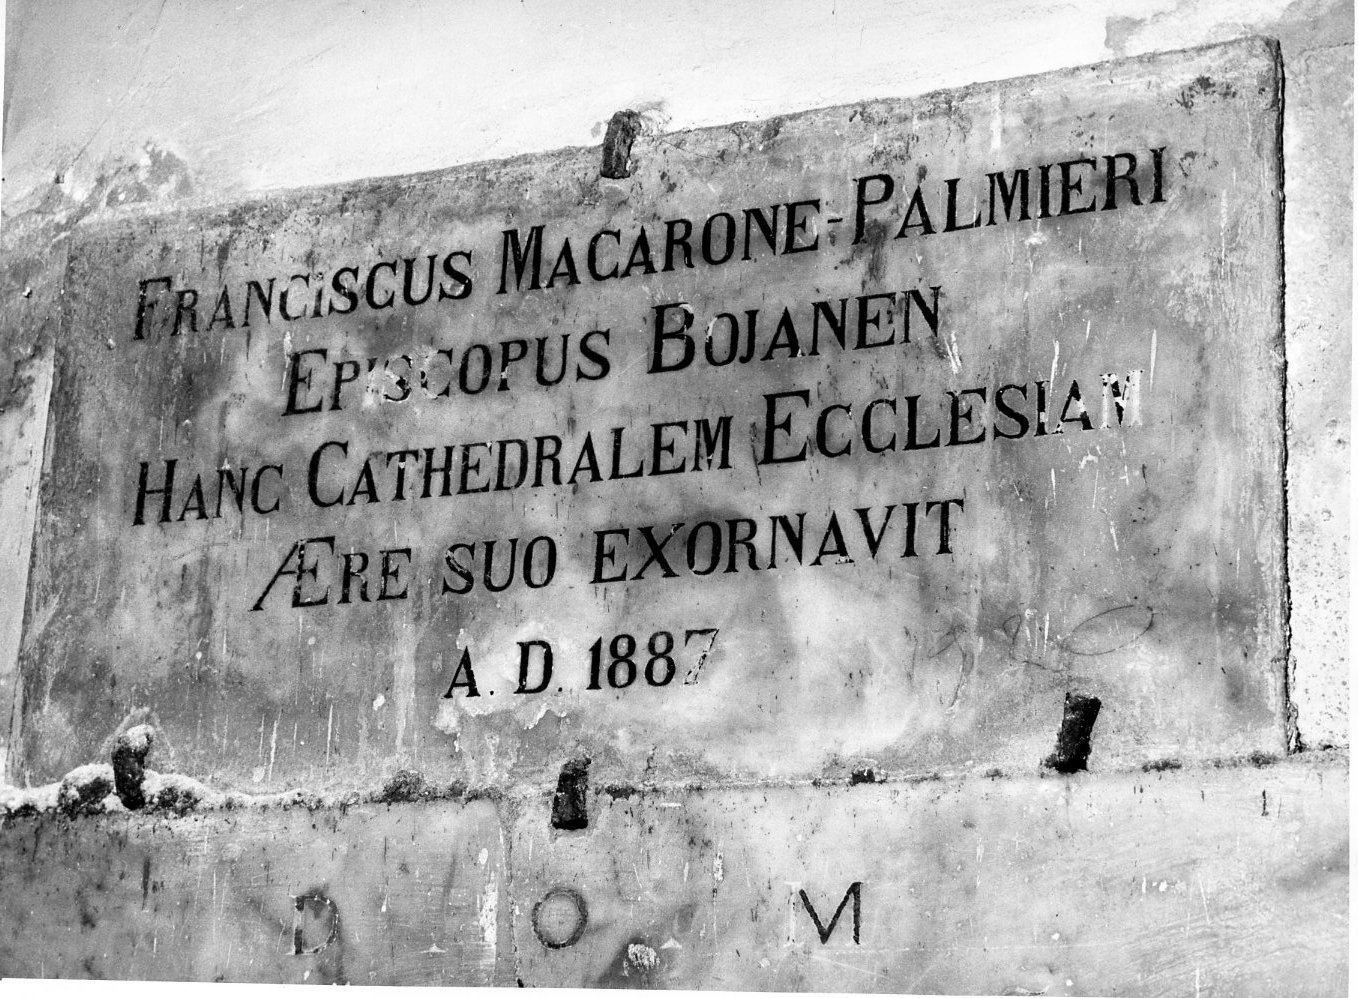 FRANCISCUS MACARONE-PALMIERI
EPISCOPUS BOJANEN
HANC CATHEDRALEM ECCLESIAM
ÆRE SUO EXORNAVIT
A.D. 1887
D O M